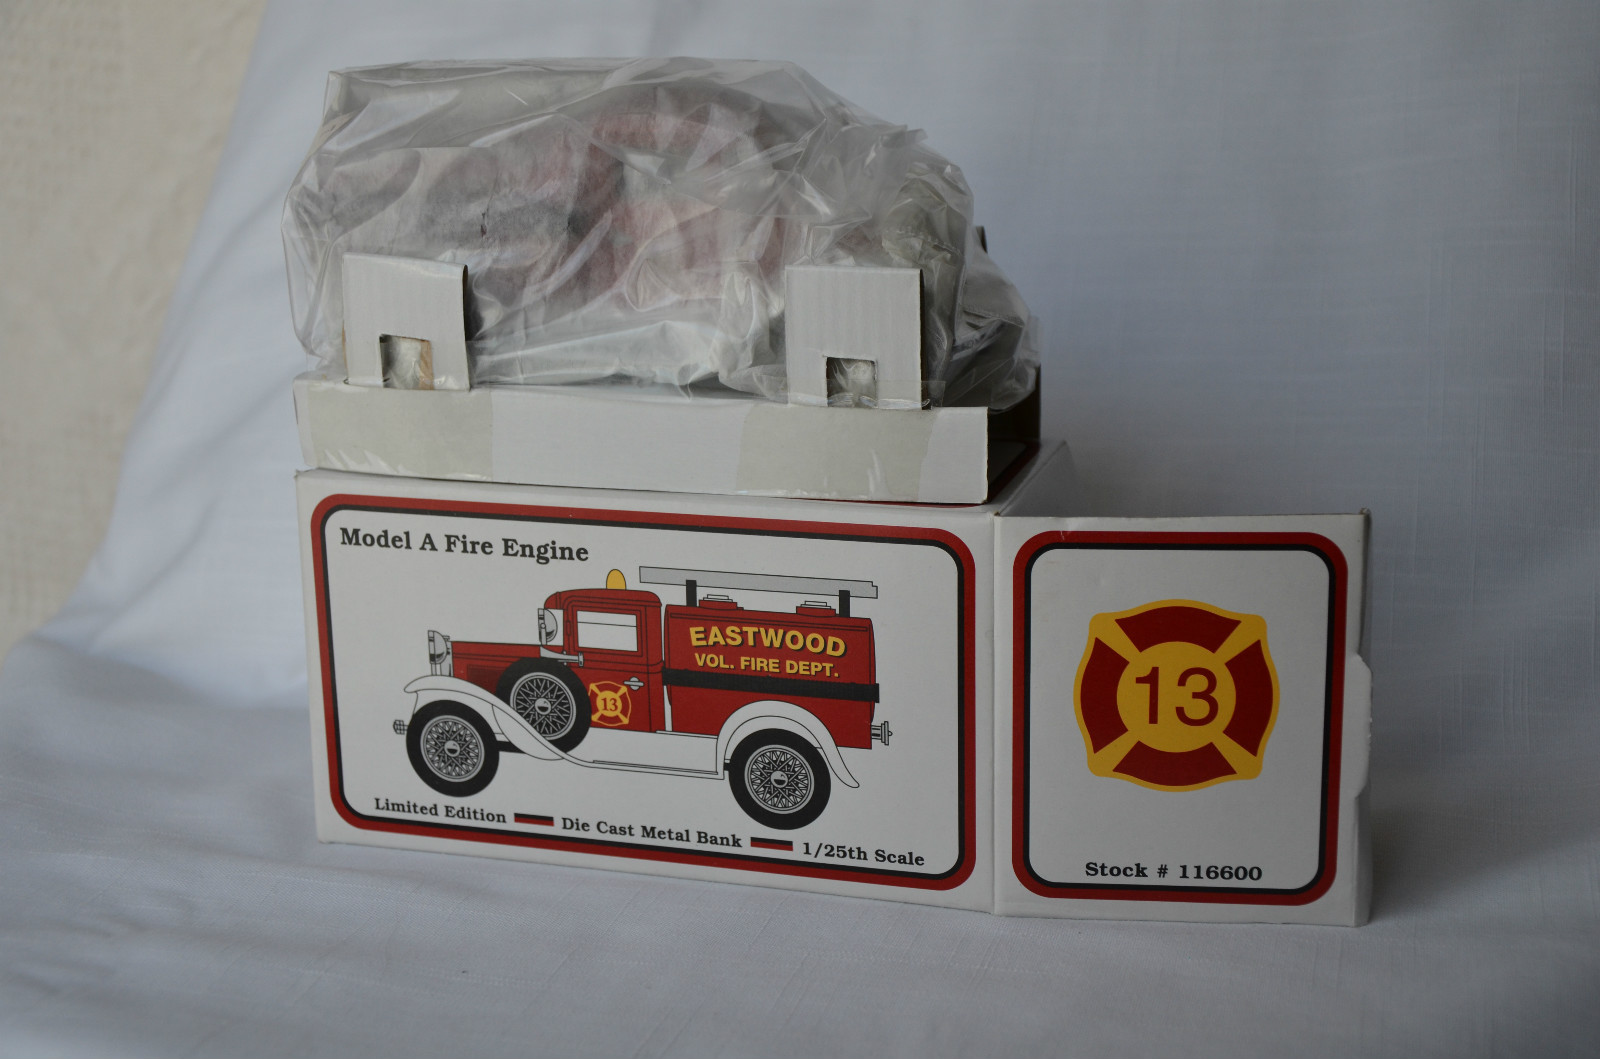 Model A Fire Engine
EASTWOOD
VOL. FIRE DEPT.
13
Limited Edition Die Cast Metal Bank 1/25th Scale
13
Stock # 116600